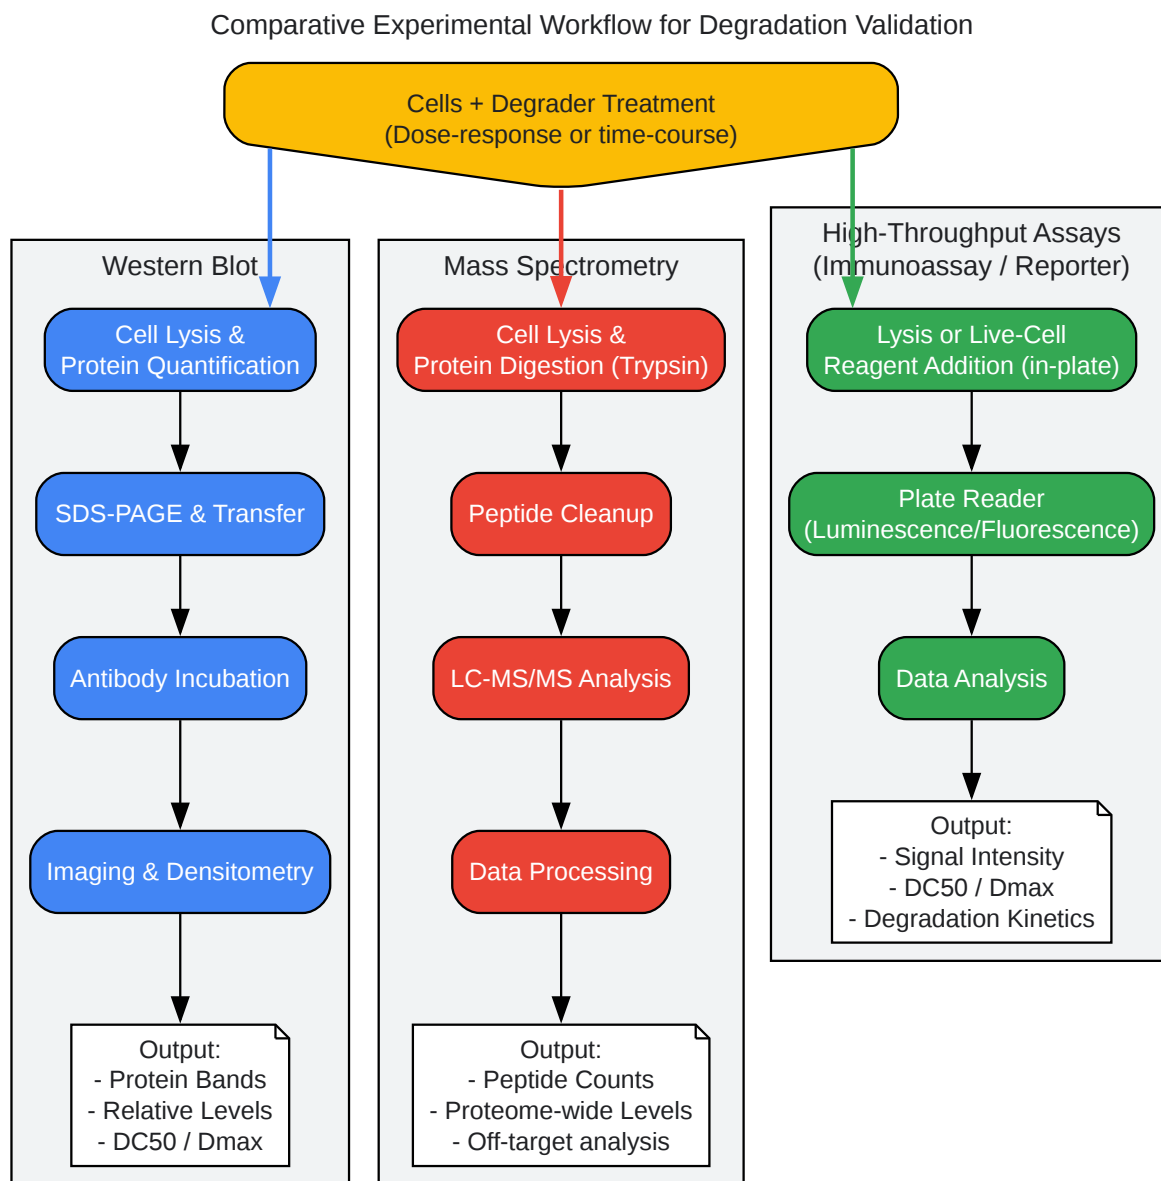 Comparative Experimental Workflow for Degradation Validation
Cells + Degrader Treatment
(Dose-response or time-course)
Western Blot
Cell Lysis &
Protein Quantification
SDS-PAGE & Transfer
Antibody Incubation
Imaging & Densitometry
Output:
- Protein Bands
- Relative Levels
- DC50 / Dmax
Mass Spectrometry
Cell Lysis &
Protein Digestion (Trypsin)
Peptide Cleanup
LC-MS/MS Analysis
Data Processing
Output:
- Peptide Counts
- Proteome-wide Levels
- Off-target analysis
High-Throughput Assays
(Immunoassay / Reporter)
Lysis or Live-Cell
Reagent Addition (in-plate)
Plate Reader
(Luminescence/Fluorescence)
Data Analysis
Output:
- Signal Intensity
- DC50 / Dmax
- Degradation Kinetics